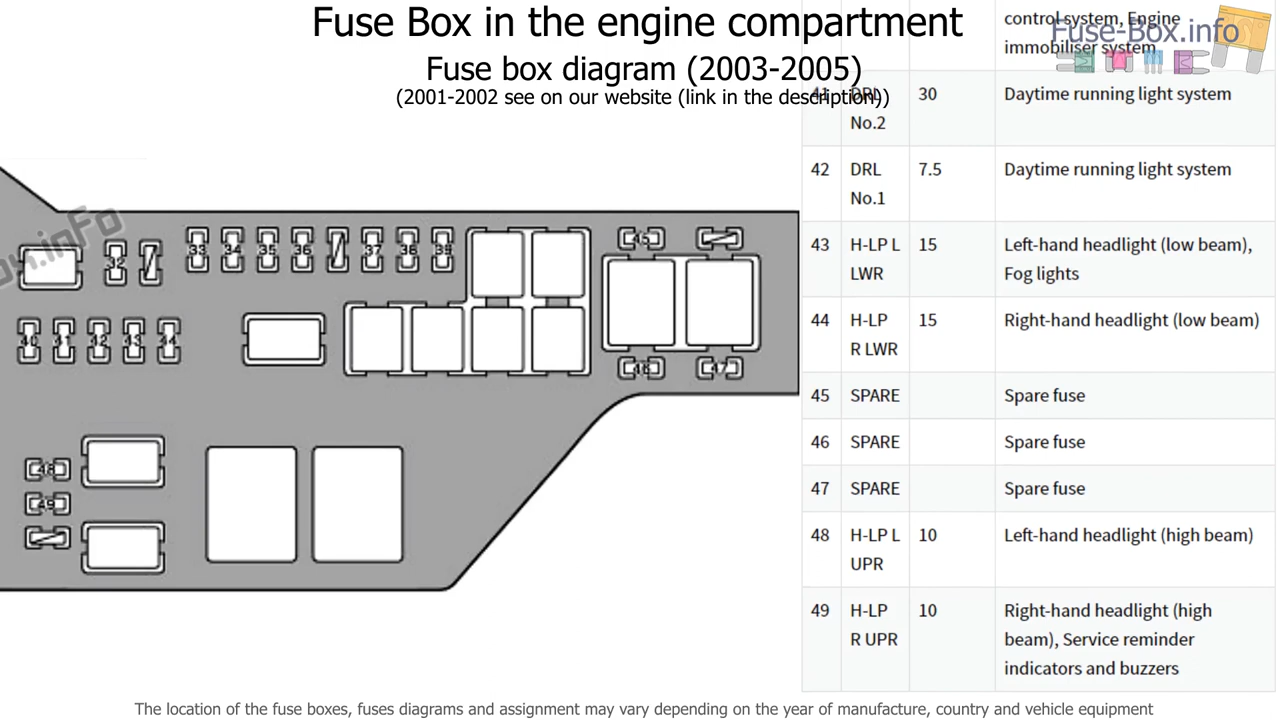 Fuse Box in the engine compartment
Fuse box diagram (2003-2005)
(2001-2002 see on our website (link in the description))
Fuse-Box.info
control system, Engine
immobiliser system
41 DRL 30 Daytime running light system
No.2
42 DRL 7.5 Daytime running light system
No.1
43 H-LP L 15 Left-hand headlight (low beam),
LWR Fog lights
44 H-LP 15 Right-hand headlight (low beam)
R LWR
45 SPARE Spare fuse
46 SPARE Spare fuse
47 SPARE Spare fuse
48 H-LP L 10 Left-hand headlight (high beam)
UPR
49 H-LP 10 Right-hand headlight (high
R UPR beam), Service reminder
indicators and buzzers
ox.inFo
32 33 34 35 36 37 38 39 45
40 41 42 43 44 46 47
48
49
The location of the fuse boxes, fuses diagrams and assignment may vary depending on the year of manufacture, country and vehicle equipment